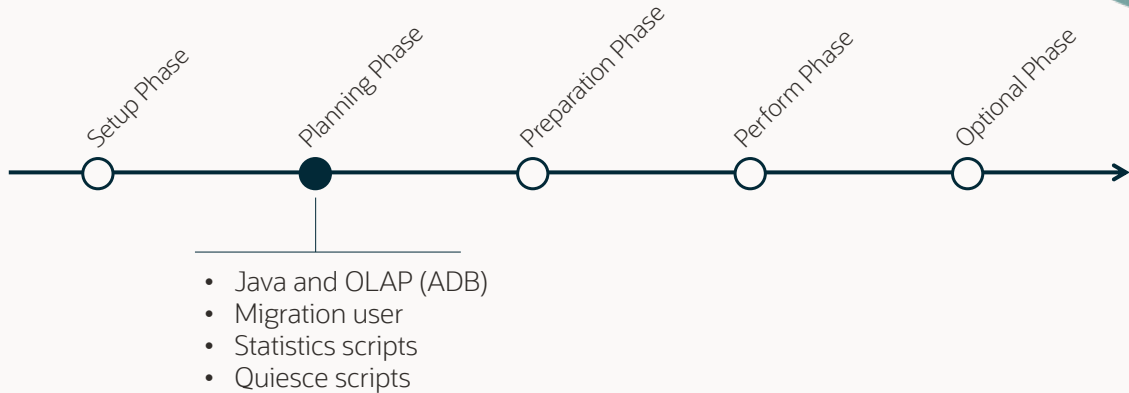 Setup Phase
Planning Phase
Preparation Phase
Perform Phase
Optional Phase
• Java and OLAP (ADB)
• Migration user
• Statistics scripts
• Quiesce scripts